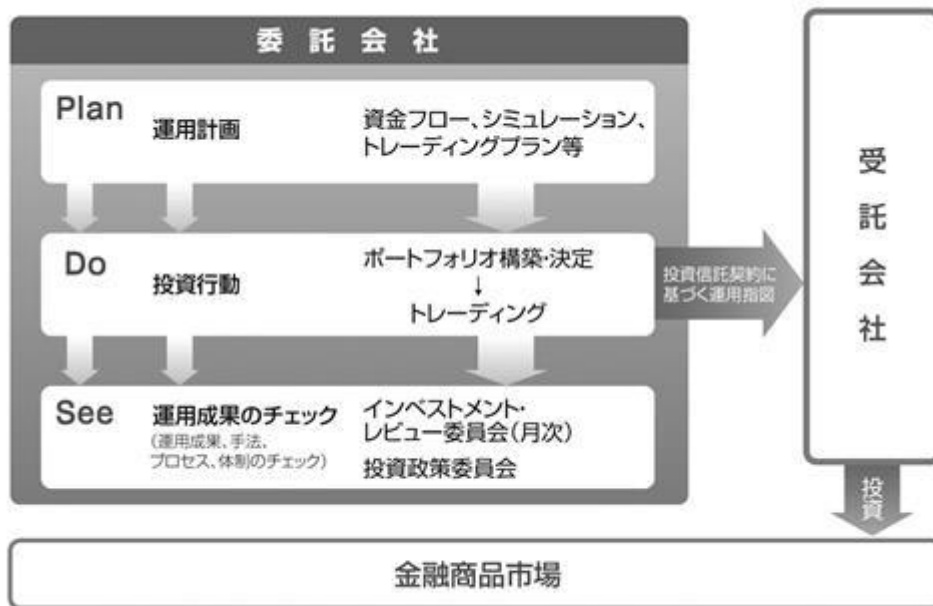 委託会社
Plan
運用計画
資金フロー、シミュレーション、
トレーディングプラン等
Do
投資行動
ポートフォリオ構築・決定
↓
トレーディング
投資信託契約に
基づく運用指図
See
運用成果のチェック
(運用成果、手法、
プロセス、体制のチェック)
インベストメント・
レビュー委員会(月次)
投資政策委員会
受託会社
投資
金融商品市場